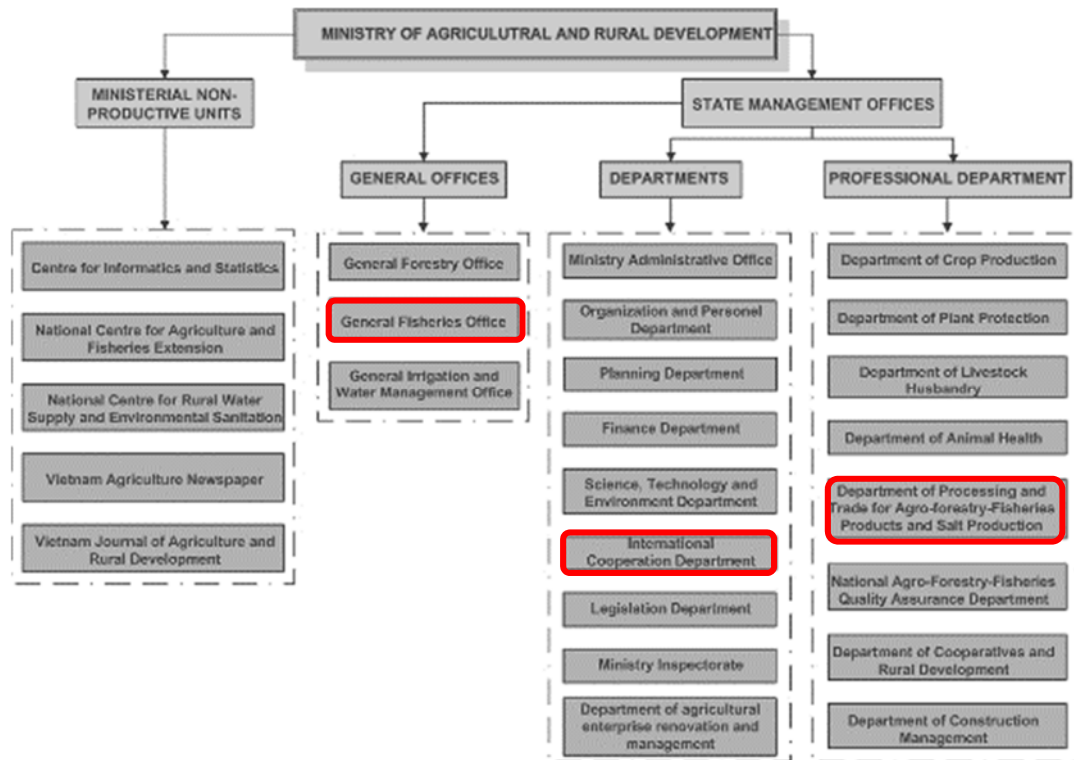 MINISTRY OF AGRICULUTRAL AND RURAL DEVELOPMENT
MINISTERIAL NON-
PRODUCTIVE UNITS
STATE MANAGEMENT OFFICES
GENERAL OFFICES
DEPARTMENTS
PROFESSIONAL DEPARTMENT
Centre for Informatics and Statistics
National Centre for Agriculture and
Fisheries Extension
National Centre for Rural Water
Supply and Environmental Sanitation
Vietnam Agriculture Newspaper
Vietnam Journal of Agriculture and
Rural Development
General Forestry Office
General Fisheries Office
General Irrigation and
Water Management Office
Ministry Administrative Office
Organization and Personel
Department
Planning Department
Finance Department
Science, Technology and
Environment Department
International
Cooperation Department
Legislation Department
Ministry Inspectorate
Department of agricultural
enterprise renovation and
management
Department of Crop Production
Department of Plant Protection
Department of Livestock
Husbandry
Department of Animal Health
Department of Processing and
Trade for Agro-forestry-Fisheries
Products and Salt Production
National Agro-Forestry-Fisheries
Quality Assurance Department
Department of Cooperatives and
Rural Development
Department of Construction
Management